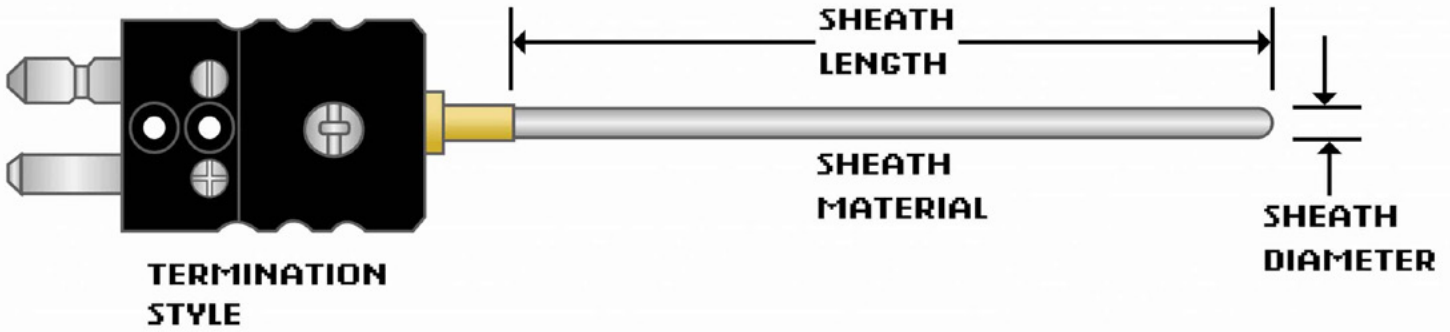 SHEATH
LENGTH
SHEATH
MATERIAL
SHEATH
DIAMETER
TERMINATION
STYLE